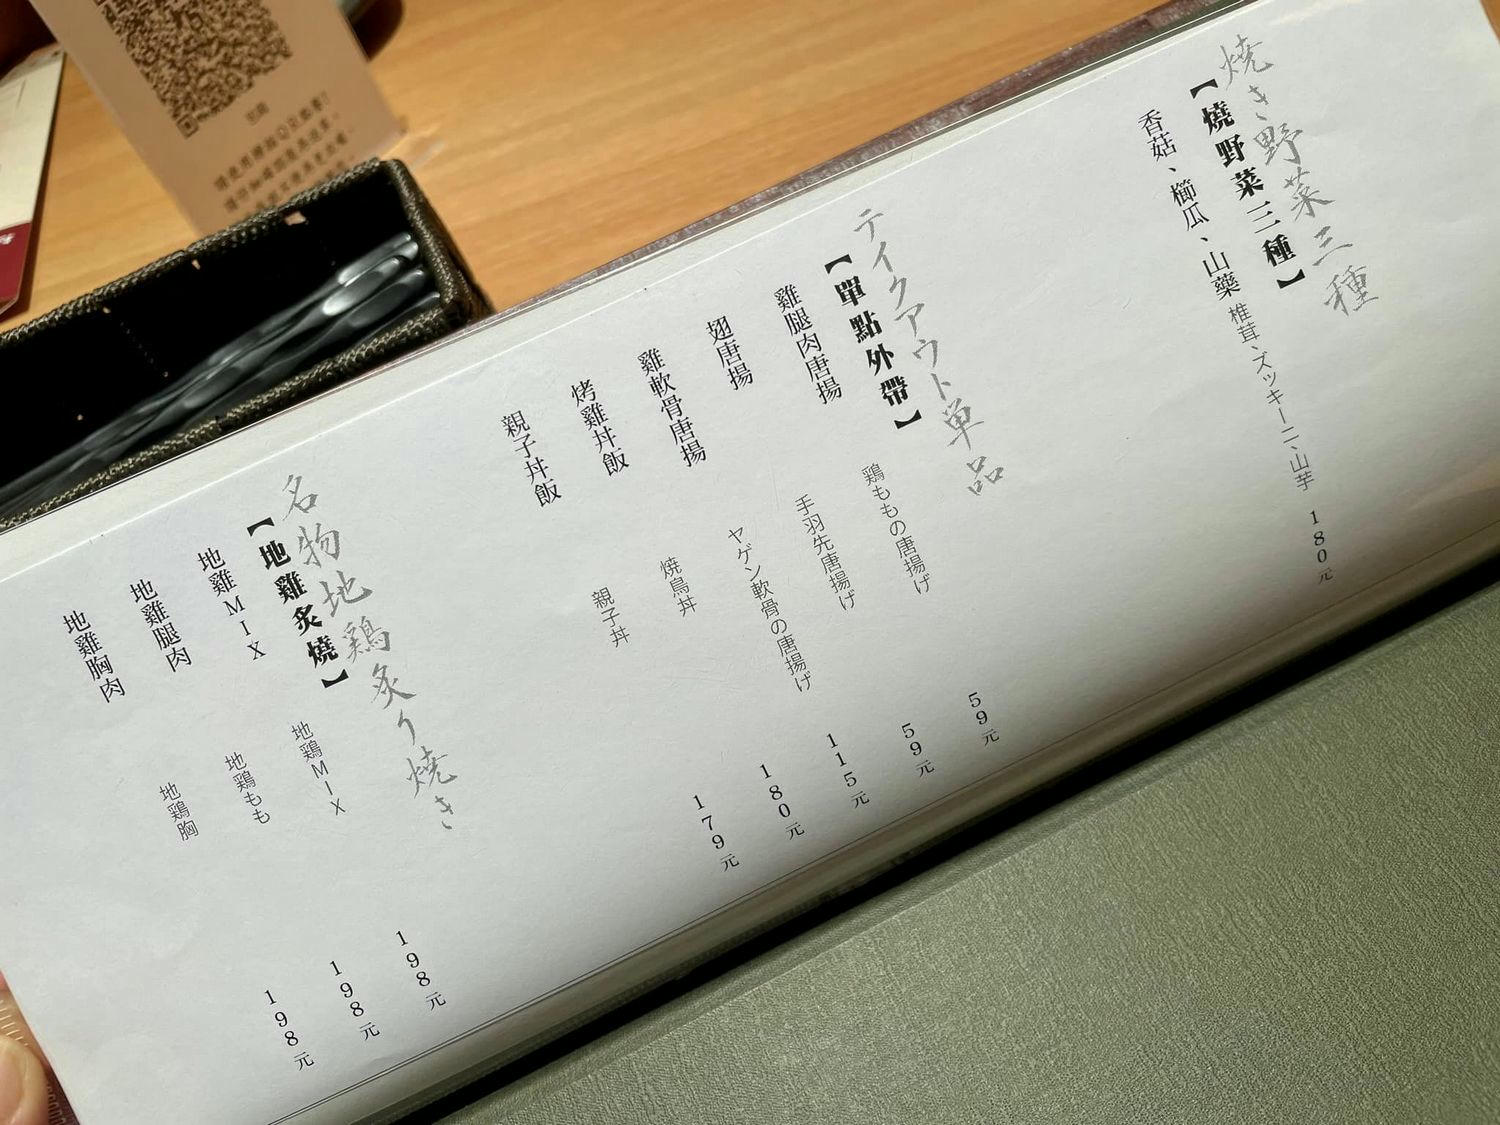 焼き野菜三種
【燒野菜三種】
香菇、櫛瓜、山藥 椎茸、ズッキーニ、山芋 180元
テイクアウト単品
【單點外帶】
雞腿肉唐揚 鶏ももの唐揚げ 59元
翅唐揚 手羽先唐揚げ 59元
雞軟骨唐揚 ヤゲン軟骨の唐揚げ 115元
烤雞丼飯 焼鳥丼 180元
親子丼飯 親子丼 179元
名物地鶏炙り焼き
【地雞炙燒】
地雞MIX 地鶏MIX 198元
地雞腿肉 地鶏もも 198元
地雞胸肉 地鶏胸 198元